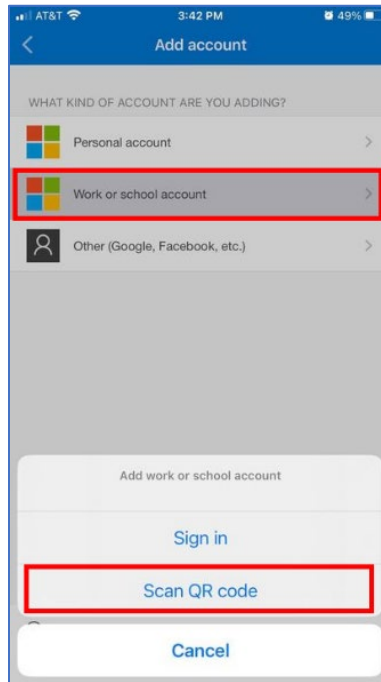 AT&T 3:42 PM 49%
Add account
WHAT KIND OF ACCOUNT ARE YOU ADDING?
Personal account
Work or school account
Other (Google, Facebook, etc.)
Add work or school account
Sign in
Scan QR code
Cancel